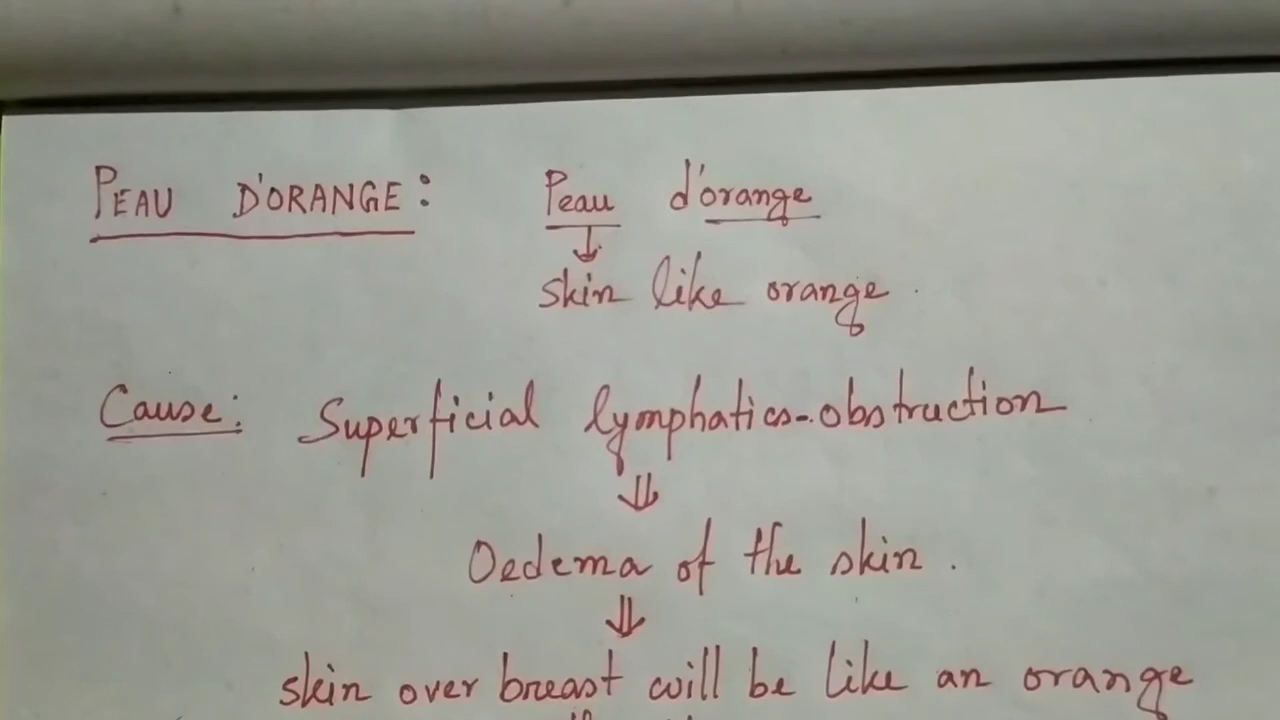 PEAU D'ORANGE: Peau d'orange
↓
skin like orange.
Cause: Superficial lymphatics-obstruction
⇓
Oedema of the skin.
⇓
skin over breast will be like an orange